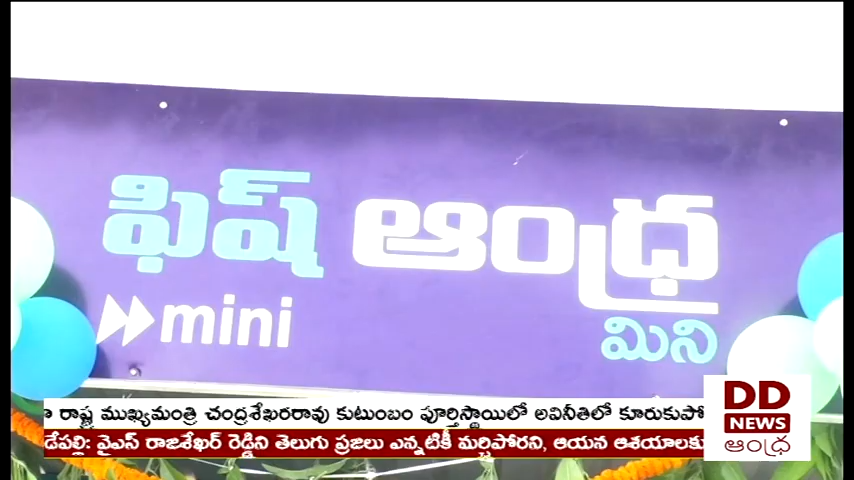 ఫిష్ ఆంధ్ర
mini మిని
రాష్ట్ర ముఖ్యమంత్రి చంద్రశేఖరరావు కుటుంబం పూర్తిస్థాయిలో అవినీతిలో కూరుకుపో
డేపల్లి: వైఎస్ రాజశేఖర్ రెడ్డిని తెలుగు ప్రజలు ఎన్నటికీ మర్చిపోరని, ఆయన ఆశయాలకు
DD
NEWS
ఆంధ్ర